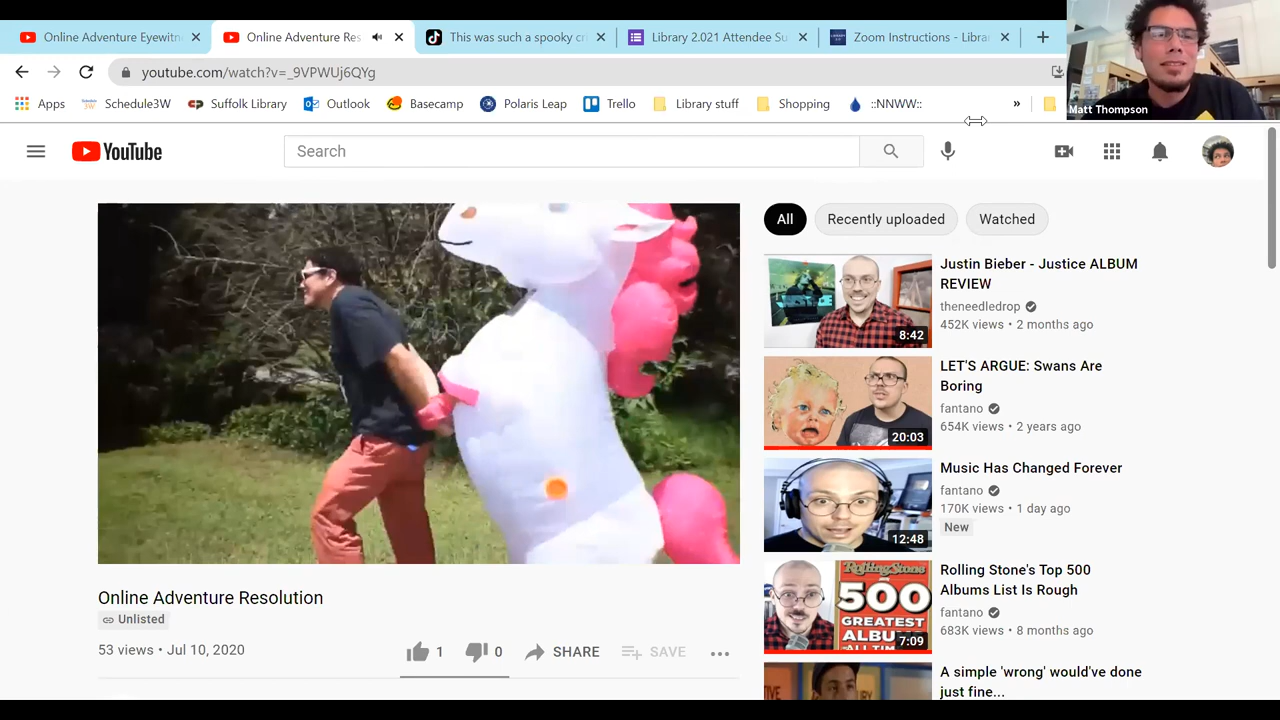 Online Adventure Eyewitn
Online Adventure Res
This was such a spooky cr
Library 2.021 Attendee Su
Zoom Instructions - Librar
youtube.com/watch?v=_9VPWUj6QYg
Apps
Schedule3W
Suffolk Library
Outlook
Basecamp
Polaris Leap
Trello
Library stuff
Shopping
::NNWW::
»
Matt Thompson
YouTube
Search
All
Recently uploaded
Watched
Justin Bieber - Justice ALBUM
REVIEW
theneedledrop
452K views • 2 months ago
8:42
LET'S ARGUE: Swans Are
Boring
fantano
654K views • 2 years ago
20:03
Music Has Changed Forever
fantano
170K views • 1 day ago
New
12:48
Rolling Stone's Top 500
Albums List Is Rough
fantano
683K views • 8 months ago
RollingStone
500
GREATEST
ALBU
ALL TIM
7:09
A simple 'wrong' would've done
just fine...
Online Adventure Resolution
Unlisted
53 views • Jul 10, 2020
1
0
SHARE
SAVE